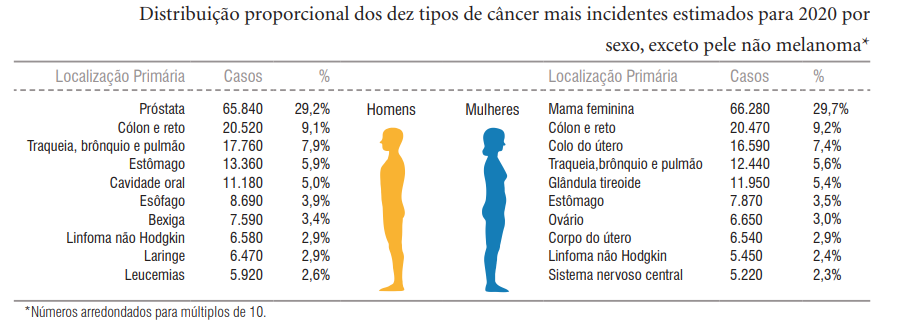 Distribuição proporcional dos dez tipos de câncer mais incidentes estimados para 2020 por
sexo, exceto pele não melanoma*
Localização Primária Casos % Localização Primária Casos %
Próstata 65.840 29,2% Homens Mulheres Mama feminina 66.280 29,7%
Cólon e reto 20.520 9,1% Cólon e reto 20.470 9,2%
Traqueia, brônquio e pulmão 17.760 7,9% Colo do útero 16.590 7,4%
Estômago 13.360 5,9% Traqueia,brônquio e pulmão 12.440 5,6%
Cavidade oral 11.180 5,0% Glândula tireoide 11.950 5,4%
Esôfago 8.690 3,9% Estômago 7.870 3,5%
Bexiga 7.590 3,4% Ovário 6.650 3,0%
Linfoma não Hodgkin 6.580 2,9% Corpo do útero 6.540 2,9%
Laringe 6.470 2,9% Linfoma não Hodgkin 5.450 2,4%
Leucemias 5.920 2,6% Sistema nervoso central 5.220 2,3%
*Números arredondados para múltiplos de 10.